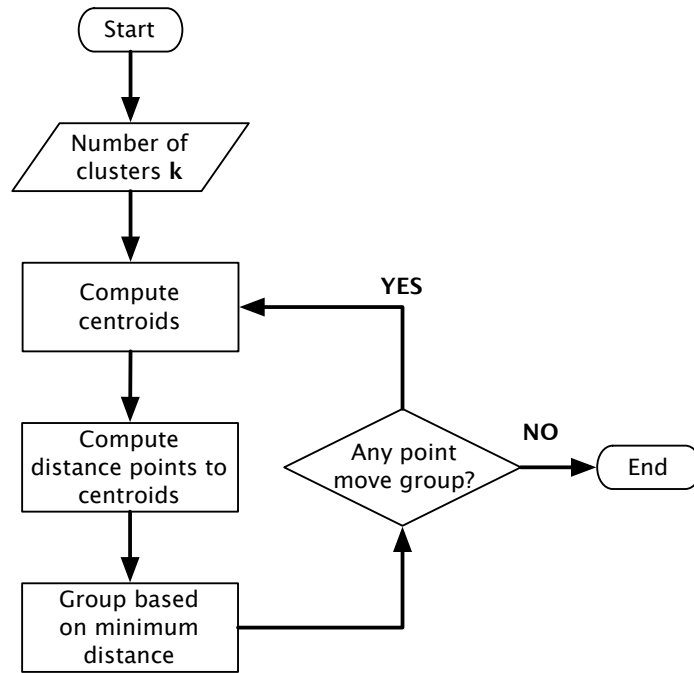 Start
Number of
clusters k
Compute
centroids
YES
Compute
distance points to
centroids
Any point
move group?
NO
End
Group based
on minimum
distance